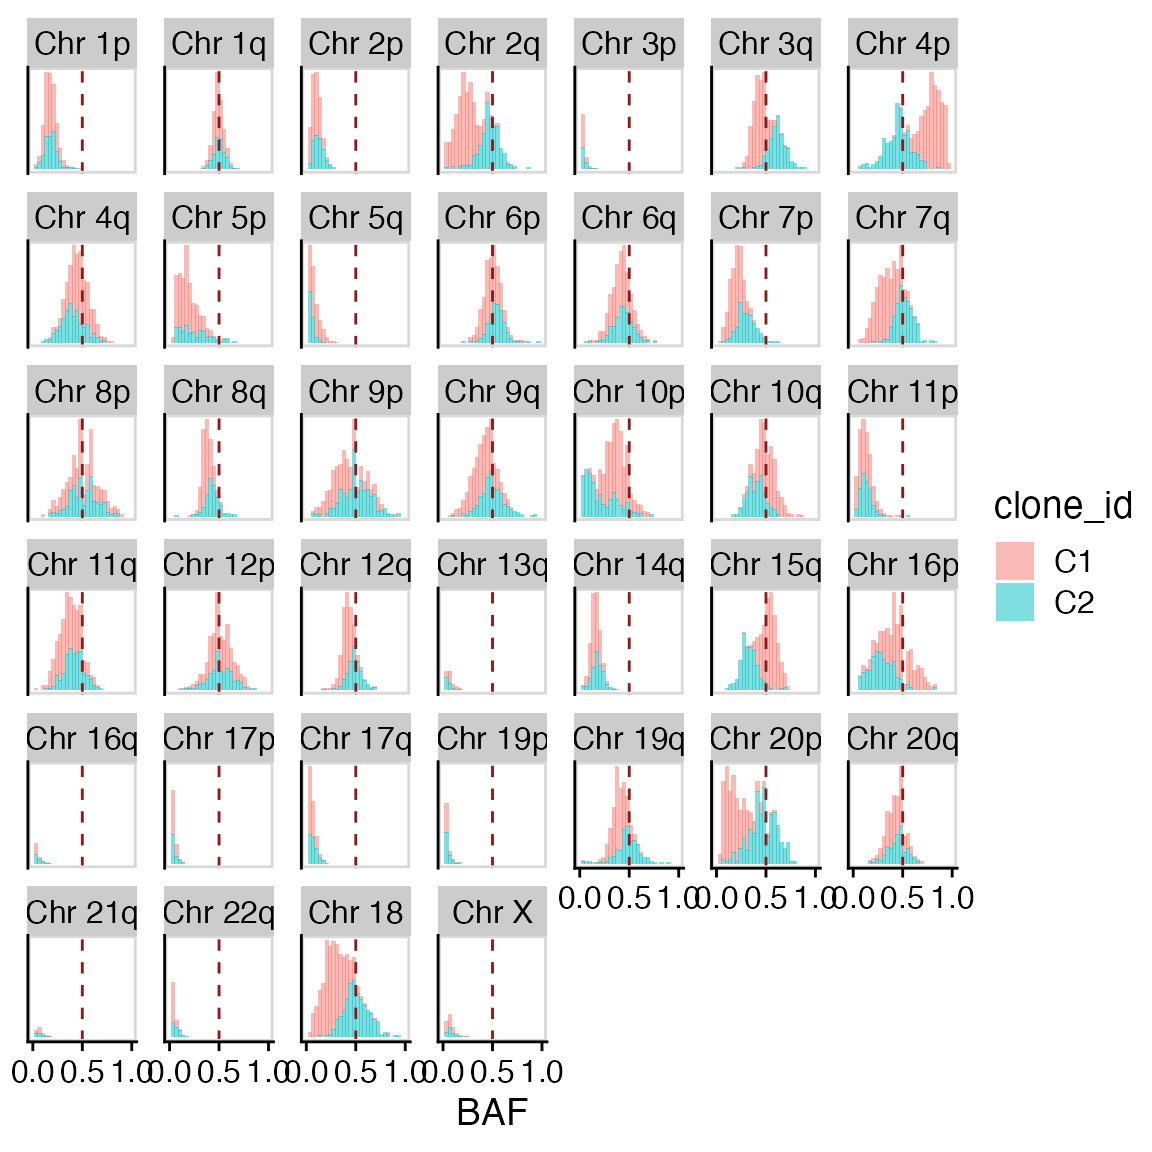 Chr 1p Chr 1q Chr 2p Chr 2q Chr 3p Chr 3q Chr 4p
Chr 4q Chr 5p Chr 5q Chr 6p Chr 6q Chr 7p Chr 7q
Chr 8p Chr 8q Chr 9p Chr 9q Chr 10p Chr 10q Chr 11p
clone_id
C1
C2
Chr 11q Chr 12p Chr 12q Chr 13q Chr 14q Chr 15q Chr 16p
Chr 16q Chr 17p Chr 17q Chr 19p Chr 19q Chr 20p Chr 20q
0.0 0.5 1.0 0.0 0.5 1.0 0.0 0.5 1.0
Chr 21q Chr 22q Chr 18 Chr X
0.0 0.5 1.0 0.0 0.5 1.0 0.0 0.5 1.0 0.0 0.5 1.0
BAF